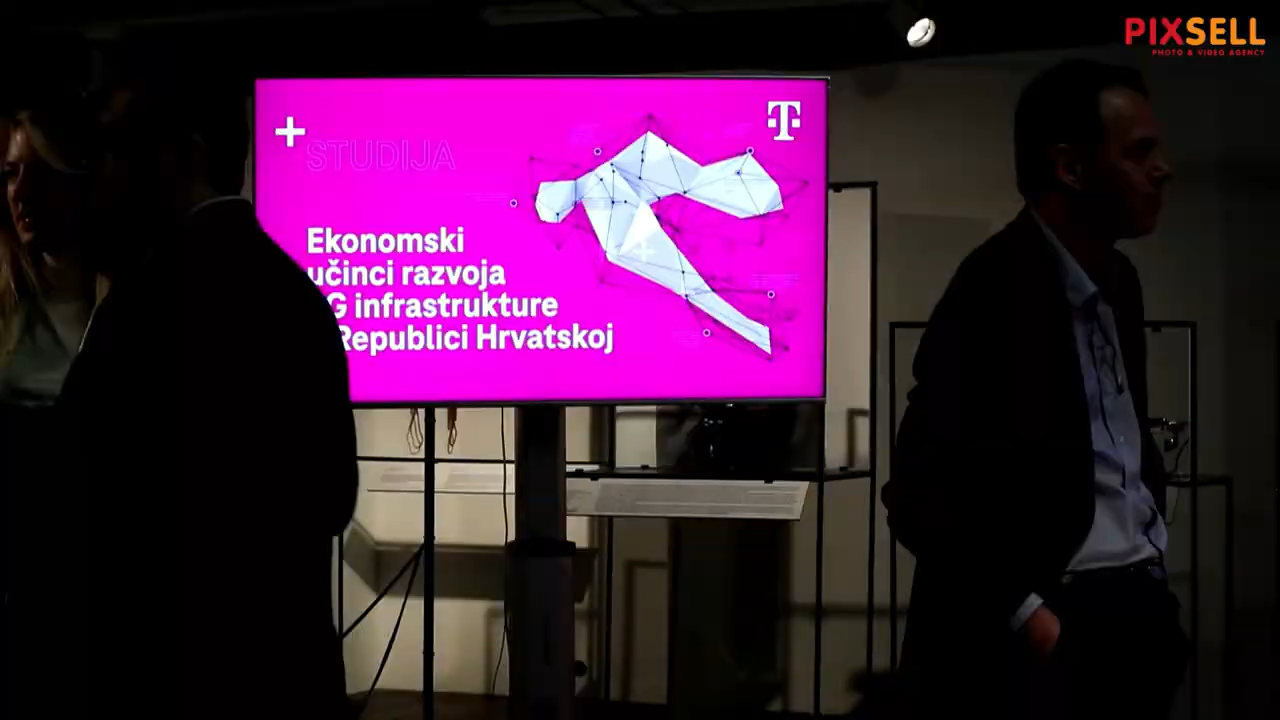 PIXSELL
PHOTO & VIDEO AGENCY
STUDIJA
Ekonomski
učinci razvoja
G infrastrukture
Republici Hrvatskoj